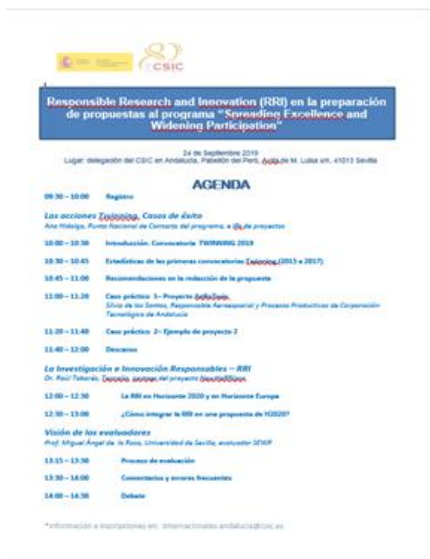 CSIC
Responsible Research and Innovation (RRI) en la preparación
de propuestas al programa "Spreading Excellence and
Widening Participation"
24 de Septiembre 2019
Lugar: delegación del CSIC en Andalucía, Pabellón del Perú, Avda de M. Luisa s/n, 41013 Sevilla
AGENDA
09:30 – 10:00 Registro
Las acciones Twinning, Casos de éxito
Ana Hidalgo, Punto Nacional de Contacto del programa, e de proyectos
10:00 – 10:30 Introducción. Convocatoria TWINNING 2019
10:30 – 10:45 Estadísticas de las primeras convocatorias Twinning (2015 a 2017)
10:45 – 11:00 Recomendaciones en la redacción de la propuesta
11:00 – 11:20 Caso práctico 1– Proyecto
Silvia de los Santos, Responsable Aeroespacial y Procesos Productivos de Corporación
Tecnológica de Andalucía
11:20 – 11:40 Caso práctico 2– Ejemplo de proyecto 2
11:40 – 12:00 Descanso
La Investigación e Innovación Responsables – RRI
Dr. Raúl Tabarés, Tecnalia, partner del proyecto
12:00 – 12:30 La RRI en Horizonte 2020 y en Horizonte Europa
12:30 – 13:00 ¿Cómo integrar la RRI en una propuesta de H2020?
Visión de los evaluadores
Prof. Miguel Ángel de la Rosa, Universidad de Sevilla, evaluador SEWP
13:15 – 13:30 Proceso de evaluación
13:30 – 14:00 Comentarios y errores frecuentes
14:00 – 14:30 Debate
*Información e inscripciones en: internacionales.andalucia@csic.es